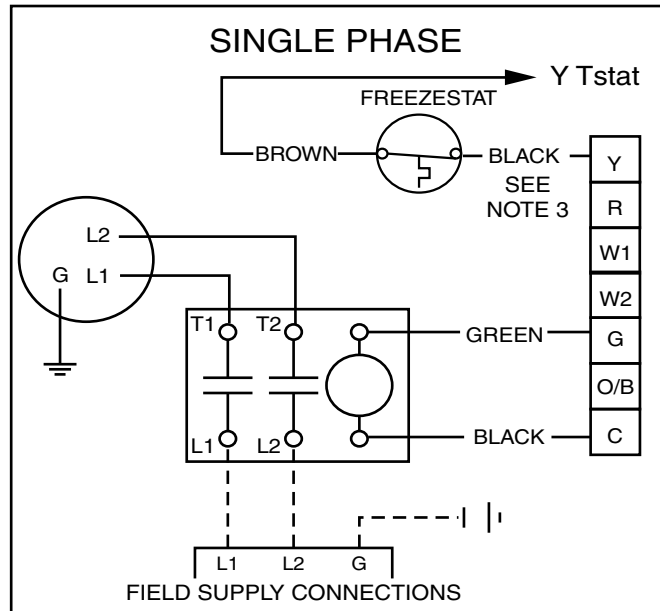 SINGLE PHASE
Y Tstat
FREEZESTAT
BROWN
BLACK
SEE
NOTE 3
Y
R
W1
W2
G
O/B
C
L2
G L1
T1 T2
GREEN
L1 L2
BLACK
L1 L2 G
FIELD SUPPLY CONNECTIONS